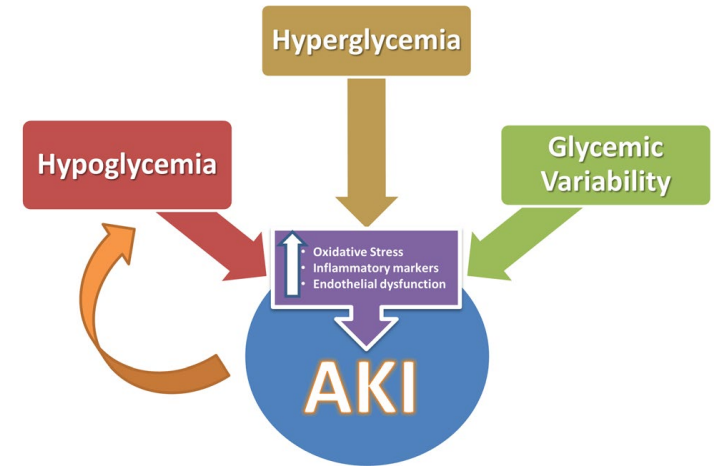 Hyperglycemia
Hypoglycemia
Glycemic
Variability
• Oxidative Stress
• Inflammatory markers
• Endothelial dysfunction
AKI